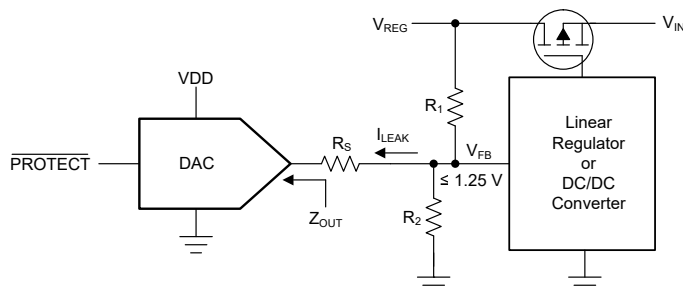 V_REG
V_IN
VDD
R_1
I_LEAK
R_S
V_FB
PROTECT
DAC
≤ 1.25 V
Linear
Regulator
or
DC/DC
Converter
Z_OUT
R_2